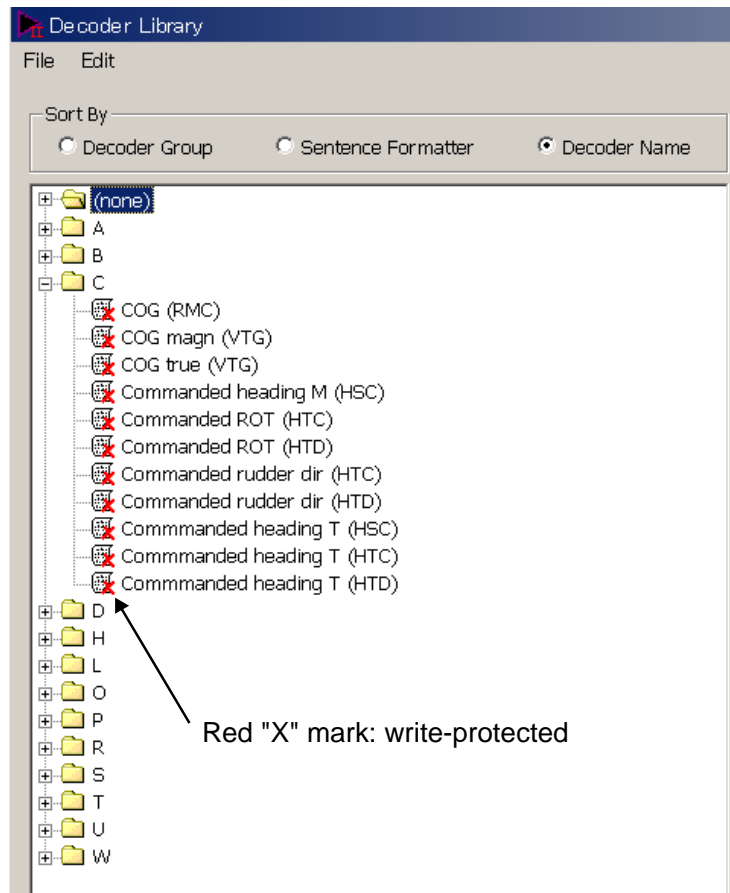 Decoder Library
File Edit
Sort By
Decoder Group Sentence Formatter Decoder Name
(none)
A
B
C
COG (RMC)
COG magn (VTG)
COG true (VTG)
Commanded heading M (HSC)
Commanded ROT (HTC)
Commanded ROT (HTD)
Commanded rudder dir (HTC)
Commanded rudder dir (HTD)
Commmanded heading T (HSC)
Commmanded heading T (HTC)
Commmanded heading T (HTD)
D
H
L
O
P
Red "X" mark: write-protected
R
S
T
U
W